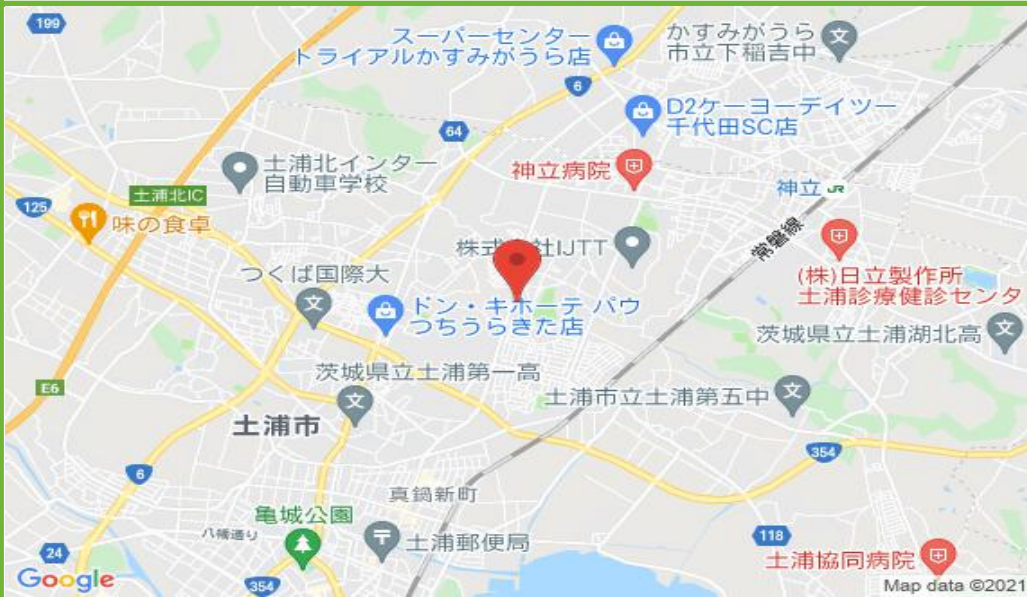 199
スーパーセンター
トライアルかすみがうら店
かすみがうら
市立下稲吉中
6
D2ケーヨーデイツー
千代田SC店
64
土浦北インター
自動車学校
神立病院
神立 JR
土浦北IC
125
味の食卓
常磐線
株式会社IJTT
(株)日立製作所
土浦診療健診センタ
つくば国際大
ドン・キホーテ パウ
つちうらきた店
茨城県立土浦湖北高
茨城県立土浦第一高
E6
土浦市立土浦第五中
土浦市
354
6
真鍋新町
亀城公園
八幡通り
土浦郵便局
118
24
土浦協同病院
Google
354
Map data ©2021